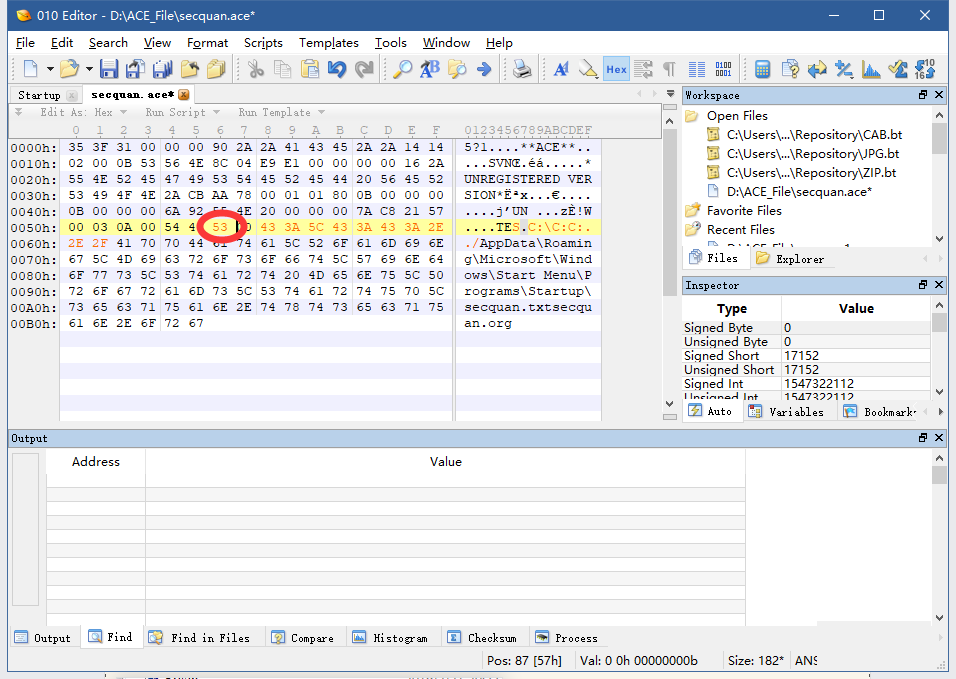 010 Editor - D:\ACE_File\secquan.ace*
File Edit Search View Format Scripts Templates Tools Window Help
Hex
Startup secquan.ace*
Edit As: Hex Run Script Run Template
0 1 2 3 4 5 6 7 8 9 A B C D E F 0123456789ABCDEF
0000h: 35 3F 31 00 00 00 90 2A 2A 41 43 45 2A 2A 14 14 5?1....**ACE**..
0010h: 02 00 0B 53 56 4E 8C 04 E9 E1 00 00 00 00 16 2A ...SVNŒ.éá.....*
0020h: 55 4E 52 45 47 49 53 54 45 52 45 44 20 56 45 52 UNREGISTERED VER
0030h: 53 49 4F 4E 2A CB AA 78 00 01 01 80 0B 00 00 00 SION*Ëªx...€....
0040h: 0B 00 00 00 6A 92 4E 20 00 00 00 7A C8 21 57 ....j’UN ...zÈ!W
0050h: 00 03 0A 00 54 53 43 3A 5C 43 3A 43 3A 2E ....TES.C:\C:C:.
0060h: 2E 2F 41 70 70 44 61 74 61 5C 52 6F 61 6D 69 6E ./AppData\Roamin
0070h: 67 5C 4D 69 63 72 6F 73 6F 66 74 5C 57 69 6E 64 g\Microsoft\Wind
0080h: 6F 77 73 5C 53 74 61 72 74 20 4D 65 6E 75 5C 50 ows\Start Menu\P
0090h: 72 6F 67 72 61 6D 73 5C 53 74 61 72 74 75 70 5C rograms\Startup\
00A0h: 73 65 63 71 75 61 6E 2E 74 78 74 73 65 63 71 75 secquan.txtsecqu
00B0h: 61 6E 2E 6F 72 67 an.org
Workspace
Open Files
C:\Users\...\Repository\CAB.bt
C:\Users\...\Repository\JPG.bt
C:\Users\...\Repository\ZIP.bt
D:\ACE_File\secquan.ace*
Favorite Files
Recent Files
Files Explorer
Inspector
Type Value
Signed Byte 0
Unsigned Byte 0
Signed Short 17152
Unsigned Short 17152
Signed Int 1547322112
Unsigned Int 1547322112
Auto Variables Bookmark
Output
Address Value
Output Find Find in Files Compare Histogram Checksum Process
Pos: 87 [57h] Val: 0 0h 00000000b Size: 182* ANS